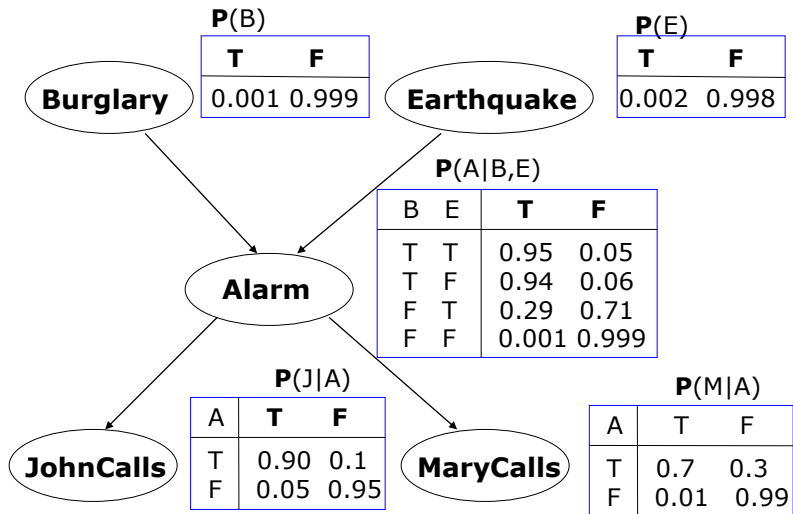 P(B)
T F
0.001 0.999
Burglary
P(E)
T F
0.002 0.998
Earthquake
P(A|B,E)
B E T F
T T 0.95 0.05
T F 0.94 0.06
F T 0.29 0.71
F F 0.001 0.999
Alarm
P(J|A)
A T F
T 0.90 0.1
F 0.05 0.95
JohnCalls
MaryCalls
P(M|A)
A T F
T 0.7 0.3
F 0.01 0.99